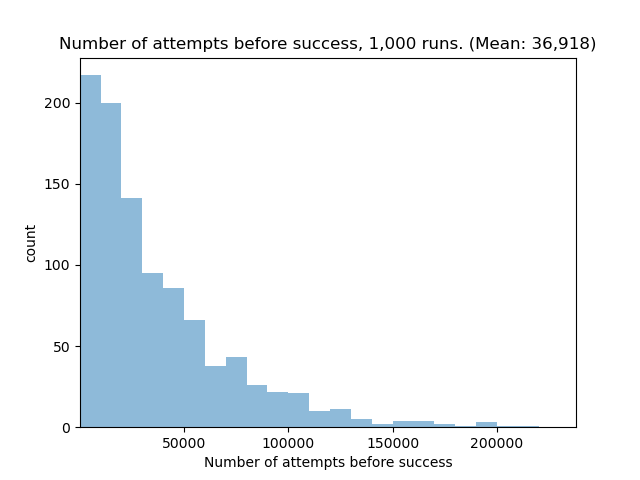 Number of attempts before success, 1,000 runs. (Mean: 36,918)
200
150
100
50
0
count
50000 100000 150000 200000
Number of attempts before success